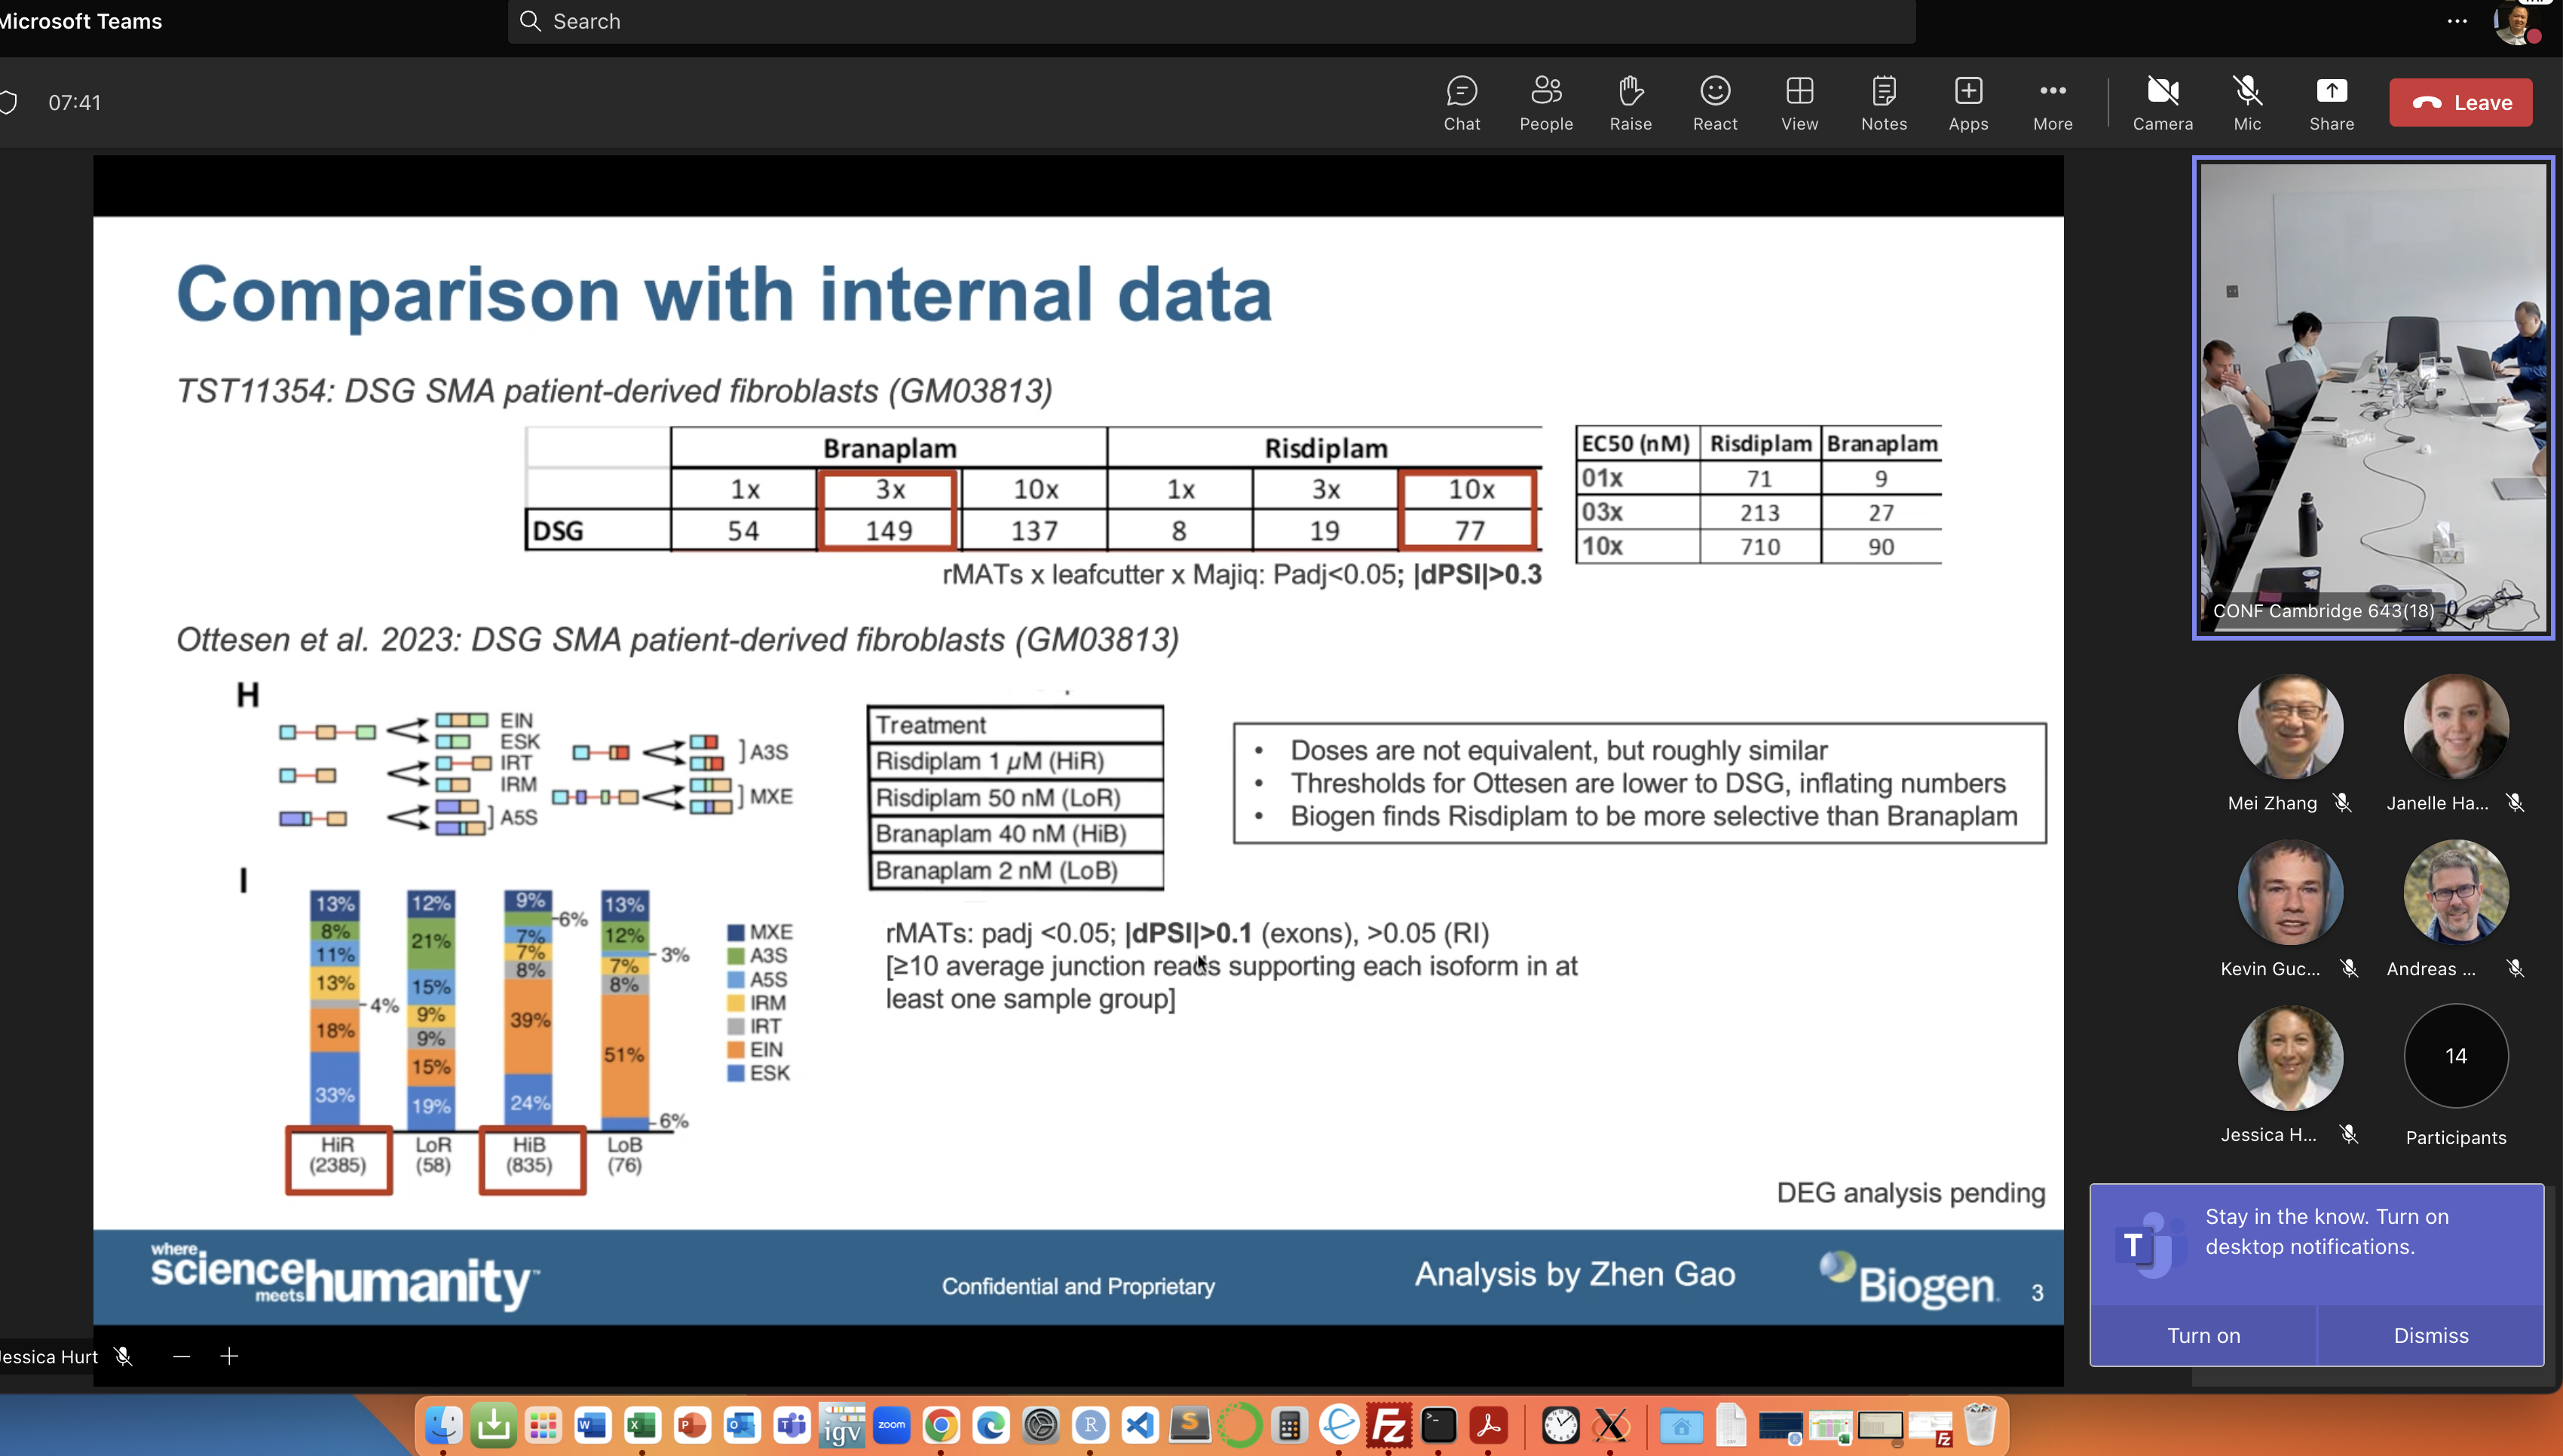 Microsoft Teams
Search
07:41
Chat People Raise React View Notes Apps More Camera Mic Share Leave
Comparison with internal data
TST11354: DSG SMA patient-derived fibroblasts (GM03813)
Branaplam Risdiplam
1x 3x 10x 1x 3x 10x
DSG 54 149 137 8 19 77
EC50 (nM) Risdiplam Branaplam
01x 71 9
03x 213 27
10x 710 90
rMATs x leafcutter x Majiq: Padj<0.05; |dPSI|>0.3
Ottesen et al. 2023: DSG SMA patient-derived fibroblasts (GM03813)
H
EIN
ESK
IRT
IRM
A5S
A3S
MXE
Treatment
Risdiplam 1 µM (HiR)
Risdiplam 50 nM (LoR)
Branaplam 40 nM (HiB)
Branaplam 2 nM (LoB)
• Doses are not equivalent, but roughly similar
• Thresholds for Ottesen are lower to DSG, inflating numbers
• Biogen finds Risdiplam to be more selective than Branaplam
I
13%
8%
11%
13%
4%
18%
33%
12%
21%
15%
9%
9%
15%
19%
9%
6%
7%
7%
8%
39%
24%
13%
12%
3%
7%
8%
51%
6%
HiR LoR HiB LoB
(2385) (58) (835) (76)
MXE
A3S
A5S
IRM
IRT
EIN
ESK
rMATs: padj <0.05; |dPSI|>0.1 (exons), >0.05 (RI)
[≥10 average junction reads supporting each isoform in at
least one sample group]
DEG analysis pending
where
sciencehumanity™
meets
Confidential and Proprietary
Analysis by Zhen Gao
Biogen.
3
CONF Cambridge 643(18)
Mei Zhang
Janelle Ha...
Kevin Guc...
Andreas ...
Jessica H...
14
Participants
Stay in the know. Turn on
desktop notifications.
Turn on Dismiss
Jessica Hurt
igv
zoom